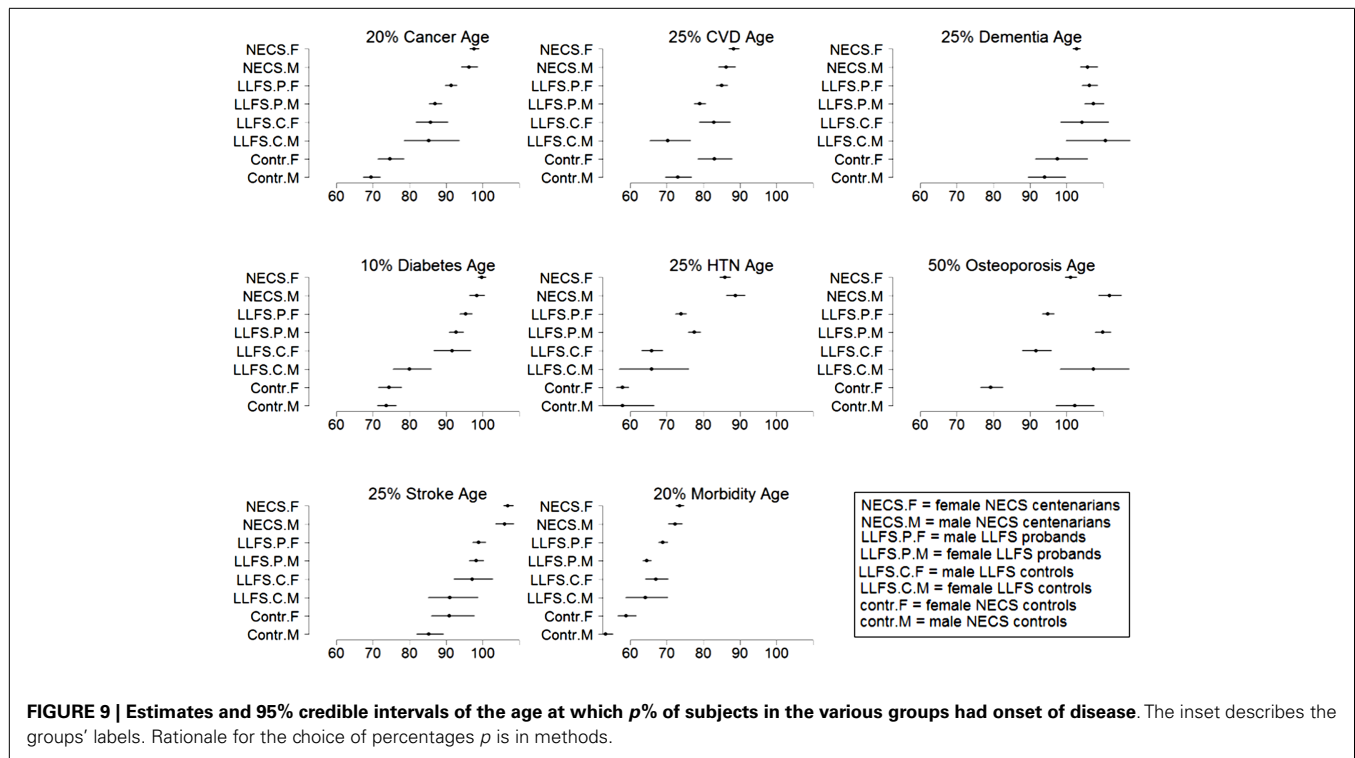 20% Cancer Age
NECS.F
NECS.M
LLFS.P.F
LLFS.P.M
LLFS.C.F
LLFS.C.M
Contr.F
Contr.M
60 70 80 90 100
25% CVD Age
NECS.F
NECS.M
LLFS.P.F
LLFS.P.M
LLFS.C.F
LLFS.C.M
Contr.F
Contr.M
60 70 80 90 100
25% Dementia Age
NECS.F
NECS.M
LLFS.P.F
LLFS.P.M
LLFS.C.F
LLFS.C.M
Contr.F
Contr.M
60 70 80 90 100
10% Diabetes Age
NECS.F
NECS.M
LLFS.P.F
LLFS.P.M
LLFS.C.F
LLFS.C.M
Contr.F
Contr.M
60 70 80 90 100
25% HTN Age
NECS.F
NECS.M
LLFS.P.F
LLFS.P.M
LLFS.C.F
LLFS.C.M
Contr.F
Contr.M
60 70 80 90 100
50% Osteoporosis Age
NECS.F
NECS.M
LLFS.P.F
LLFS.P.M
LLFS.C.F
LLFS.C.M
Contr.F
Contr.M
60 70 80 90 100
25% Stroke Age
NECS.F
NECS.M
LLFS.P.F
LLFS.P.M
LLFS.C.F
LLFS.C.M
Contr.F
Contr.M
60 70 80 90 100
20% Morbidity Age
NECS.F
NECS.M
LLFS.P.F
LLFS.P.M
LLFS.C.F
LLFS.C.M
Contr.F
Contr.M
60 70 80 90 100
NECS.F = female NECS centenarians
NECS.M = male NECS centenarians
LLFS.P.F = male LLFS probands
LLFS.P.M = female LLFS probands
LLFS.C.F = male LLFS controls
LLFS.C.M = female LLFS controls
contr.F = female NECS controls
contr.M = male NECS controls
FIGURE 9 | Estimates and 95% credible intervals of the age at which p% of subjects in the various groups had onset of disease. The inset describes the
groups' labels. Rationale for the choice of percentages p is in methods.